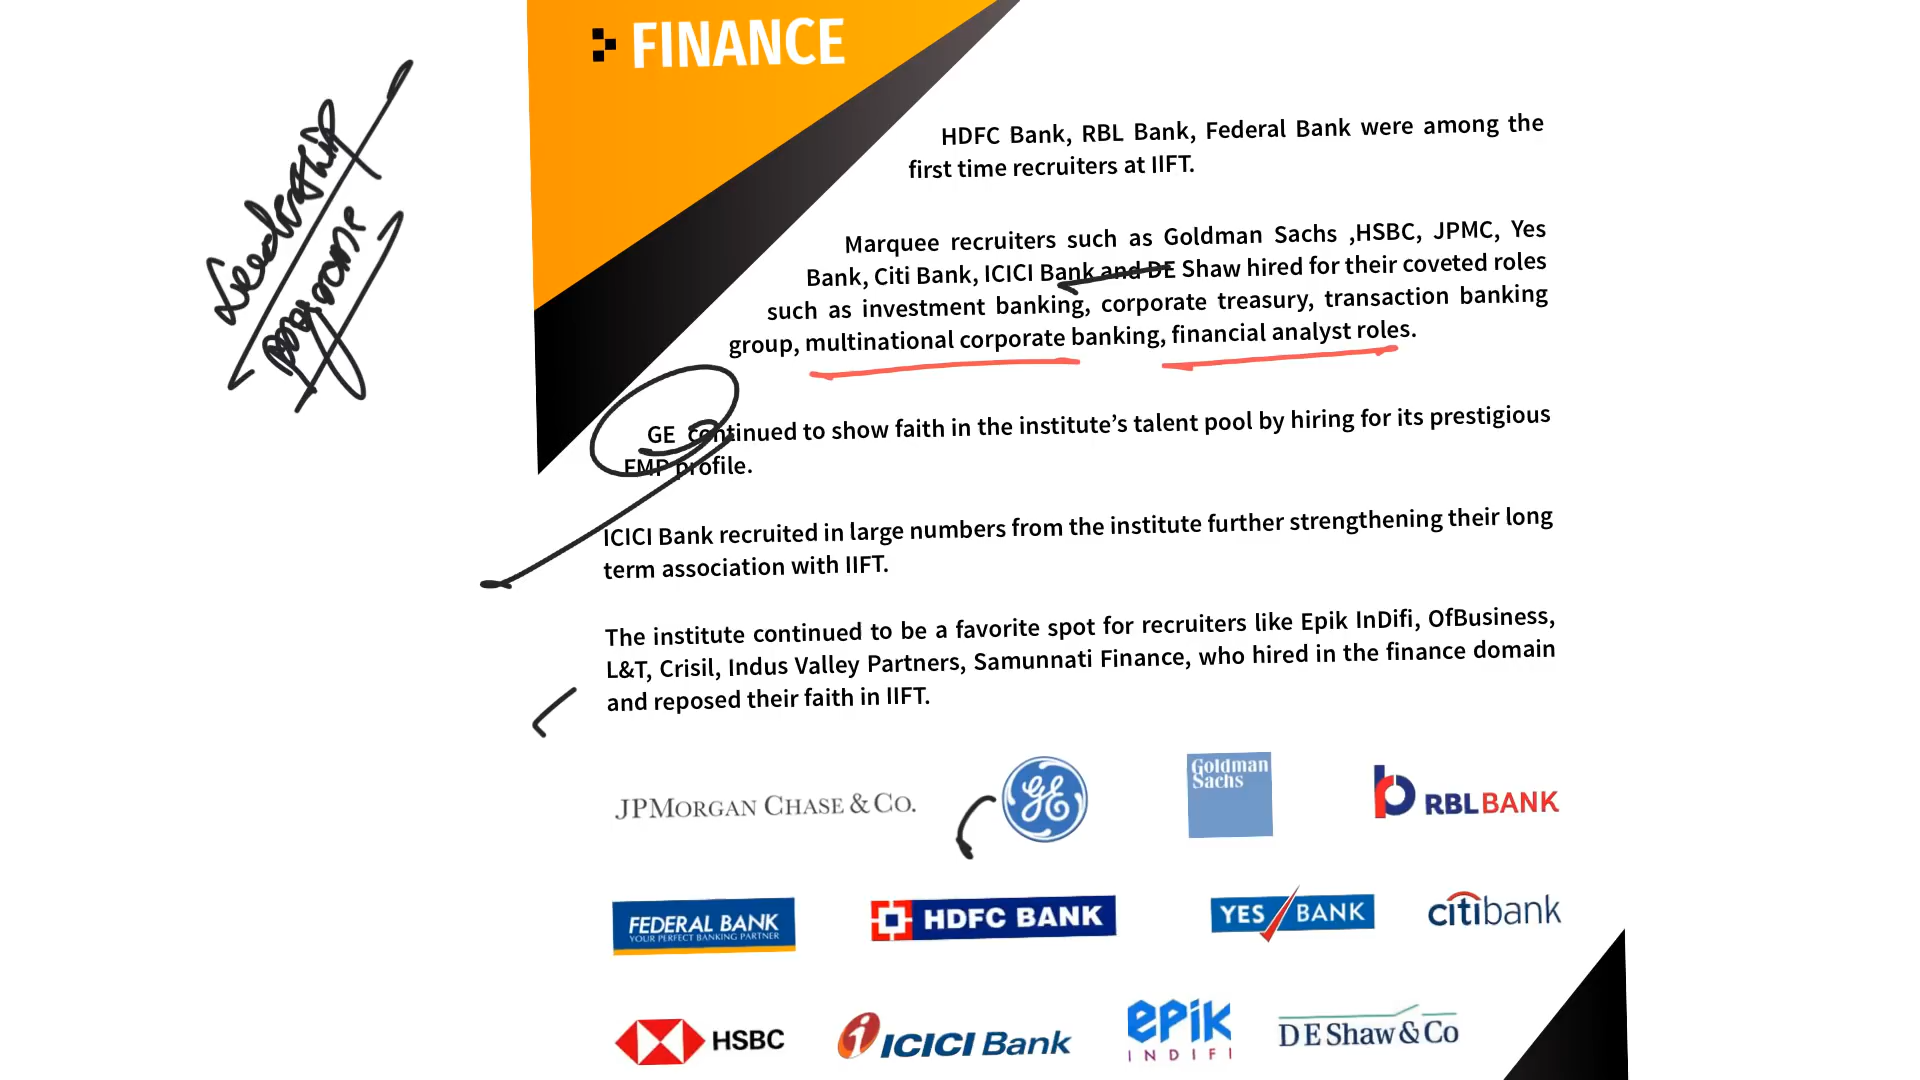 FINANCE
Leadership
programs
HDFC Bank, RBL Bank, Federal Bank were among the
first time recruiters at IIFT.
Marquee recruiters such as Goldman Sachs ,HSBC, JPMC, Yes
Bank, Citi Bank, ICICI Bank and DE Shaw hired for their coveted roles
such as investment banking, corporate treasury, transaction banking
group, multinational corporate banking, financial analyst roles.
GE continued to show faith in the institute’s talent pool by hiring for its prestigious
FMP profile.
ICICI Bank recruited in large numbers from the institute further strengthening their long
term association with IIFT.
The institute continued to be a favorite spot for recruiters like Epik InDifi, OfBusiness,
L&T, Crisil, Indus Valley Partners, Samunnati Finance, who hired in the finance domain
and reposed their faith in IIFT.
JPMORGAN CHASE & CO. GE Goldman Sachs RBLBANK
FEDERAL BANK HDFC BANK YES BANK citibank
YOUR PERFECT BANKING PARTNER
HSBC ICICI Bank EPIK DEShaw&Co
INDIFI